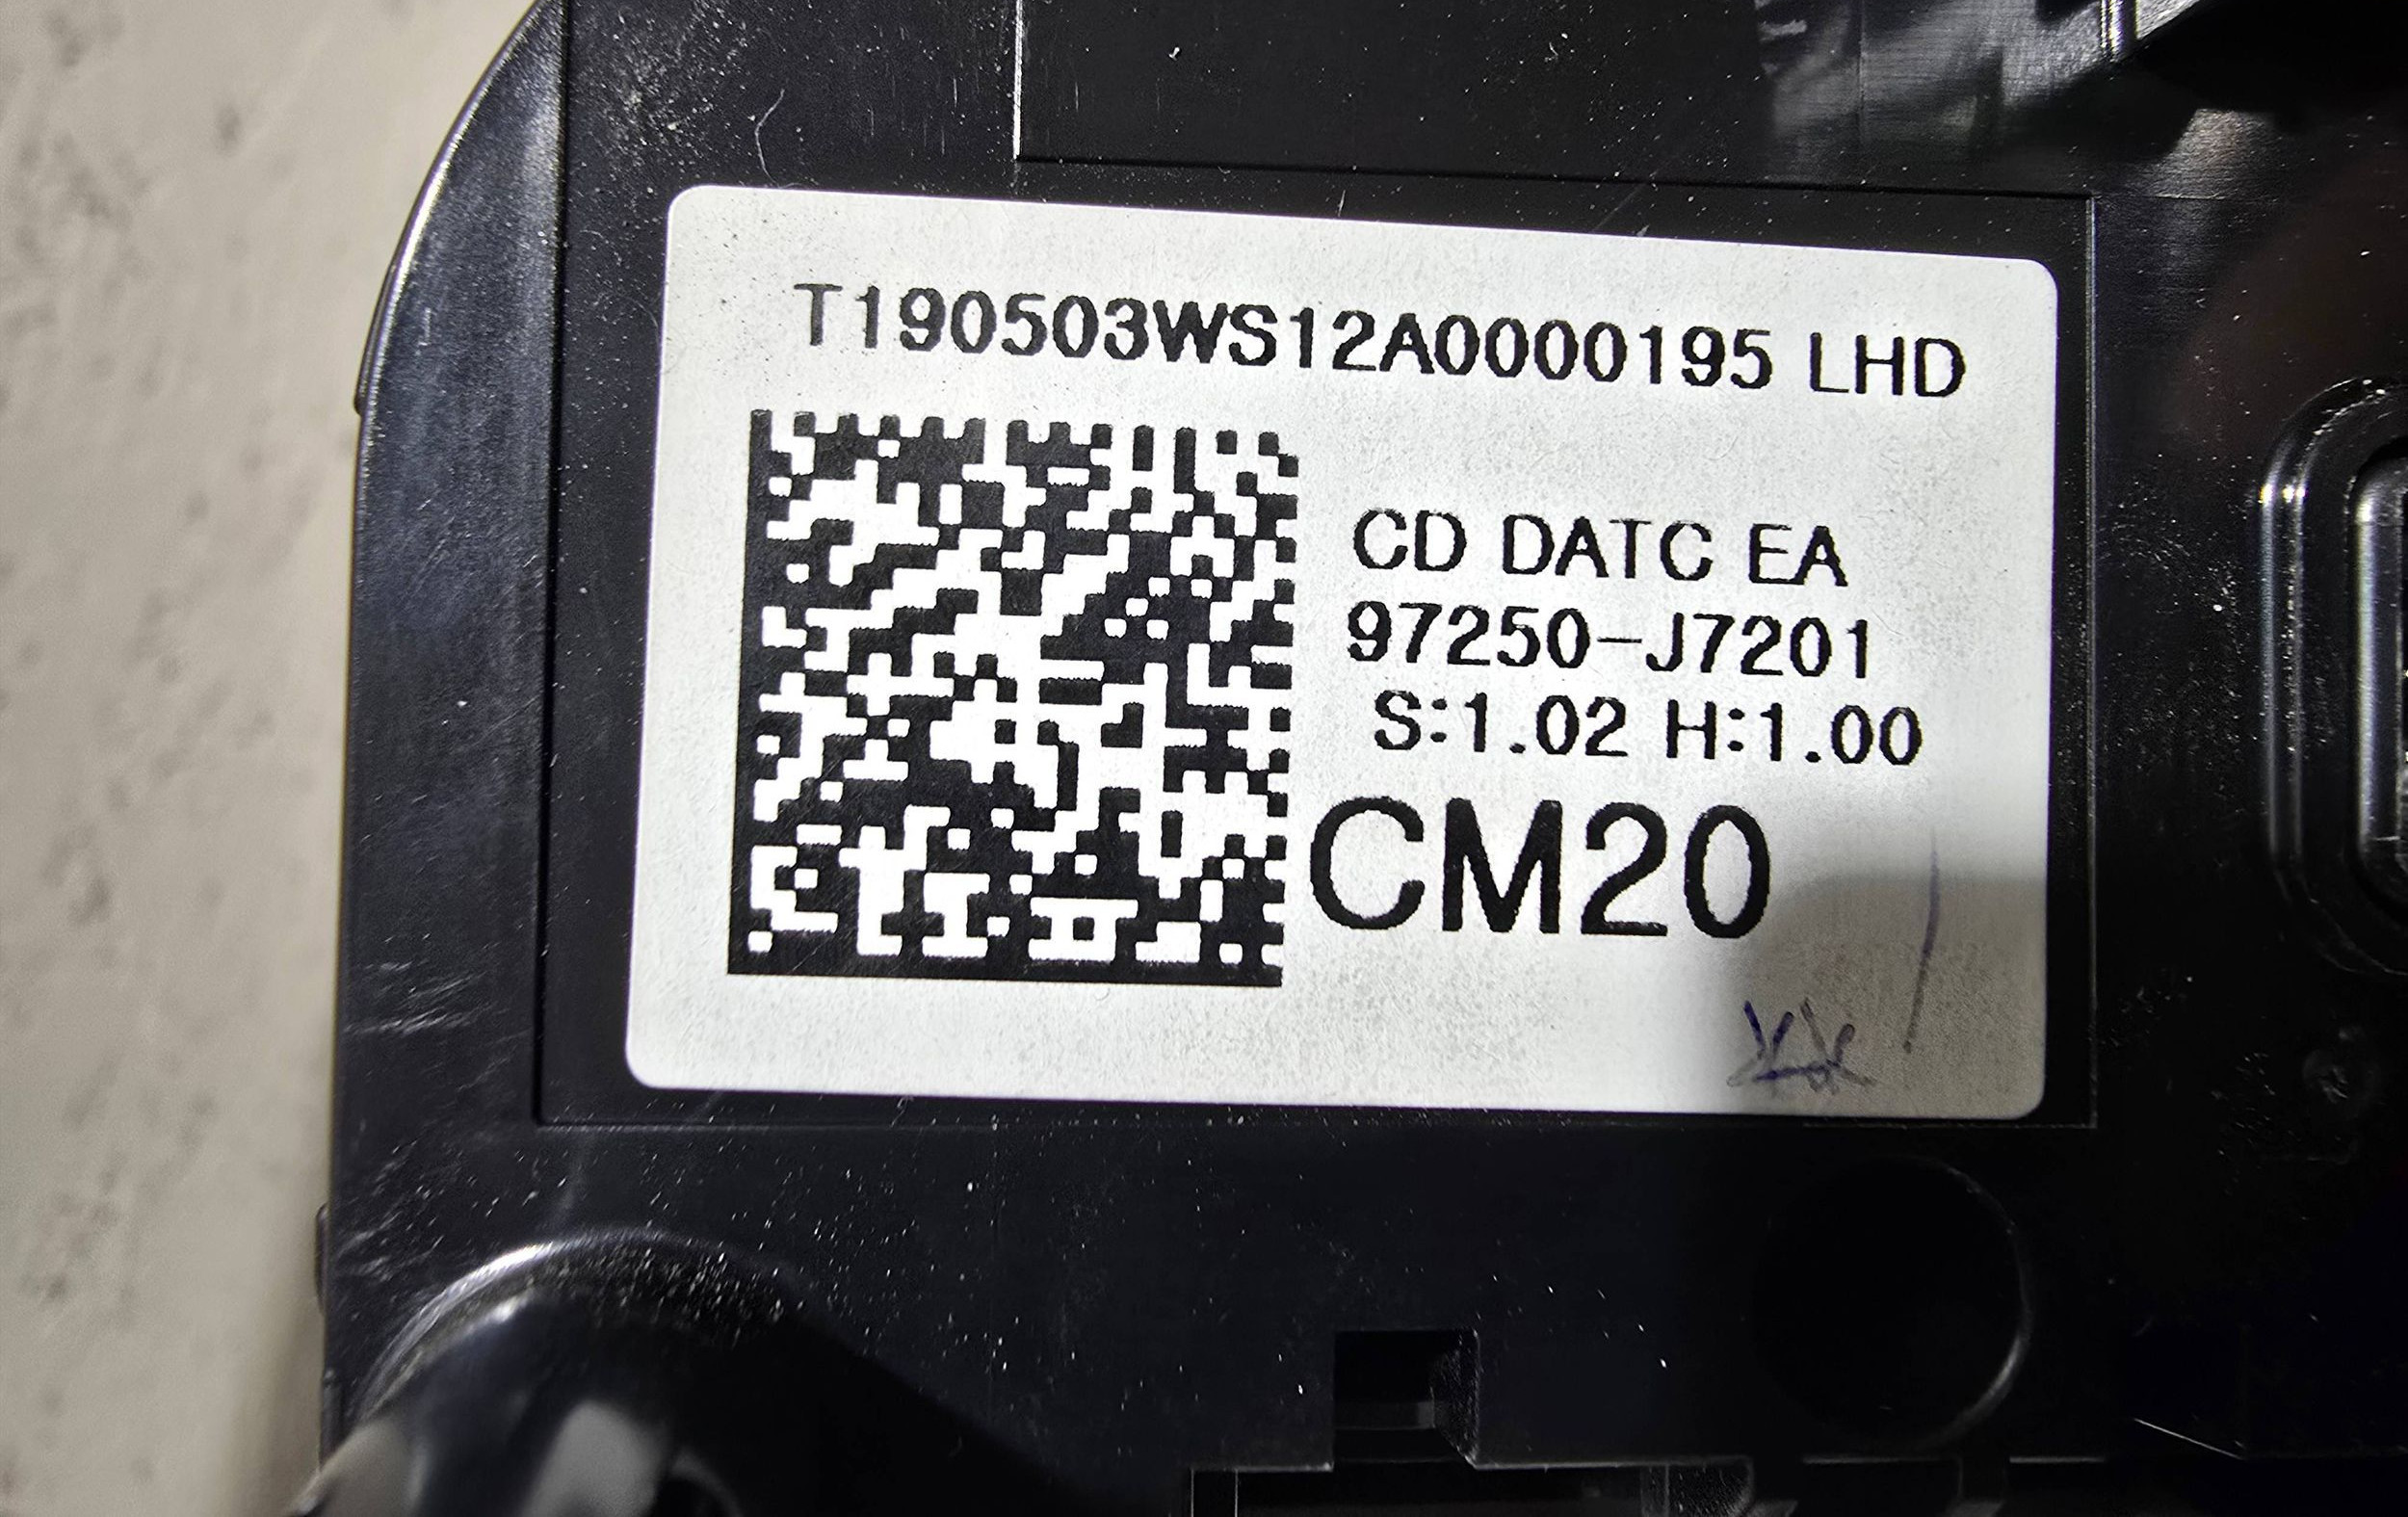 T190503WS12A0000195 LHD
CD DATC EA
97250-J7201
S:1.02 H:1.00
CM20